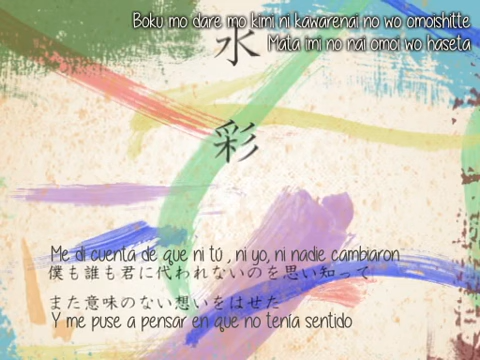 Boku mo dare mo kimi ni kawarenai no wo omoishitte
Mata imi no nai omoi wo haseta
水
彩
Me di cuenta de que ni tú , ni yo, ni nadie cambiaron
僕も誰も君に代われないのを思い知って
また意味のない想いをはせた
Y me puse a pensar en que no tenía sentido